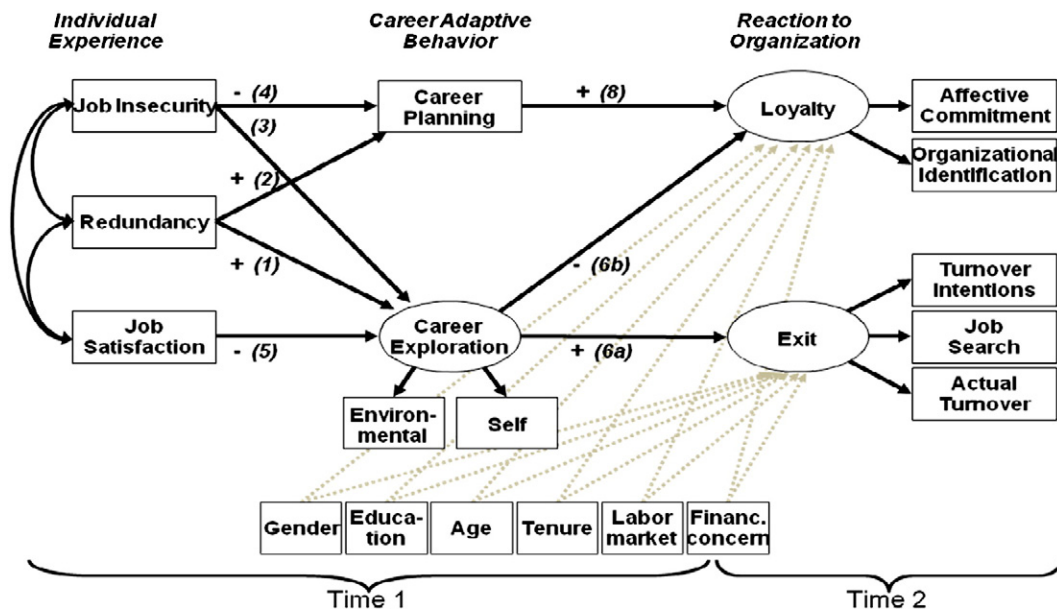 Individual
Experience
Career Adaptive
Behavior
Reaction to
Organization
Job Insecurity
- (4)
(3)
Career
Planning
+ (8)
Loyalty
Affective
Commitment
Organizational
Identification
+ (2)
Redundancy
+ (1)
- (6b)
Job
Satisfaction
- (5)
Career
Exploration
+ (6a)
Exit
Turnover
Intentions
Job
Search
Actual
Turnover
Environ-
mental
Self
Gender
Educa-
tion
Age
Tenure
Labor
market
Financ.
concern
Time 1
Time 2